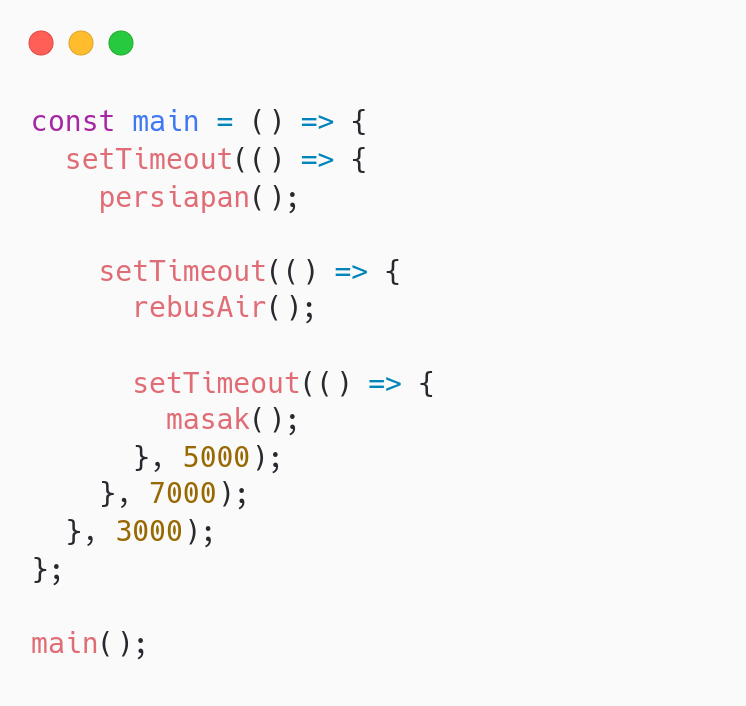 const main = () => {
  setTimeout(() => {
    persiapan();

    setTimeout(() => {
      rebusAir();

      setTimeout(() => {
        masak();
      }, 5000);
    }, 7000);
  }, 3000);
};

main();